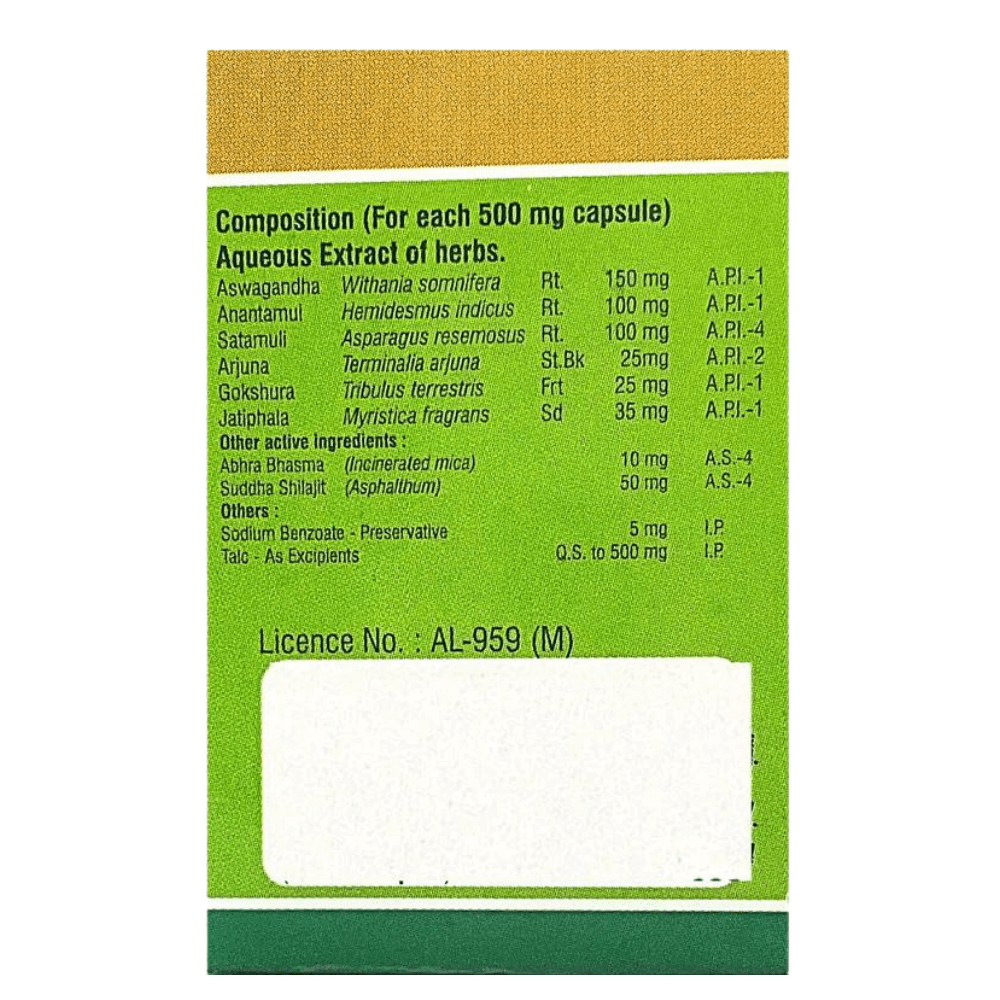 Composition (For each 500 mg capsule)
Aqueous Extract of herbs.
Aswagandha Withania somnifera Rt. 150 mg A.P.I.-1
Anantamul Hemidesmus indicus Rt. 100 mg A.P.I.-1
Satamuli Asparagus resemosus Rt. 100 mg A.P.I.-4
Arjuna Terminalia arjuna St.Bk 25mg A.P.I.-2
Gokshura Tribulus terrestris Frt 25 mg A.P.I.-1
Jatiphala Myristica fragrans Sd 35 mg A.P.I.-1
Other active ingredients :
Abhra Bhasma (Incinerated mica) 10 mg A.S.-4
Suddha Shilajit (Asphalthum) 50 mg A.S.-4
Others :
Sodium Benzoate - Preservative 5 mg I.P.
Talc - As Excipients Q.S. to 500 mg I.P.
Licence No. : AL-959 (M)